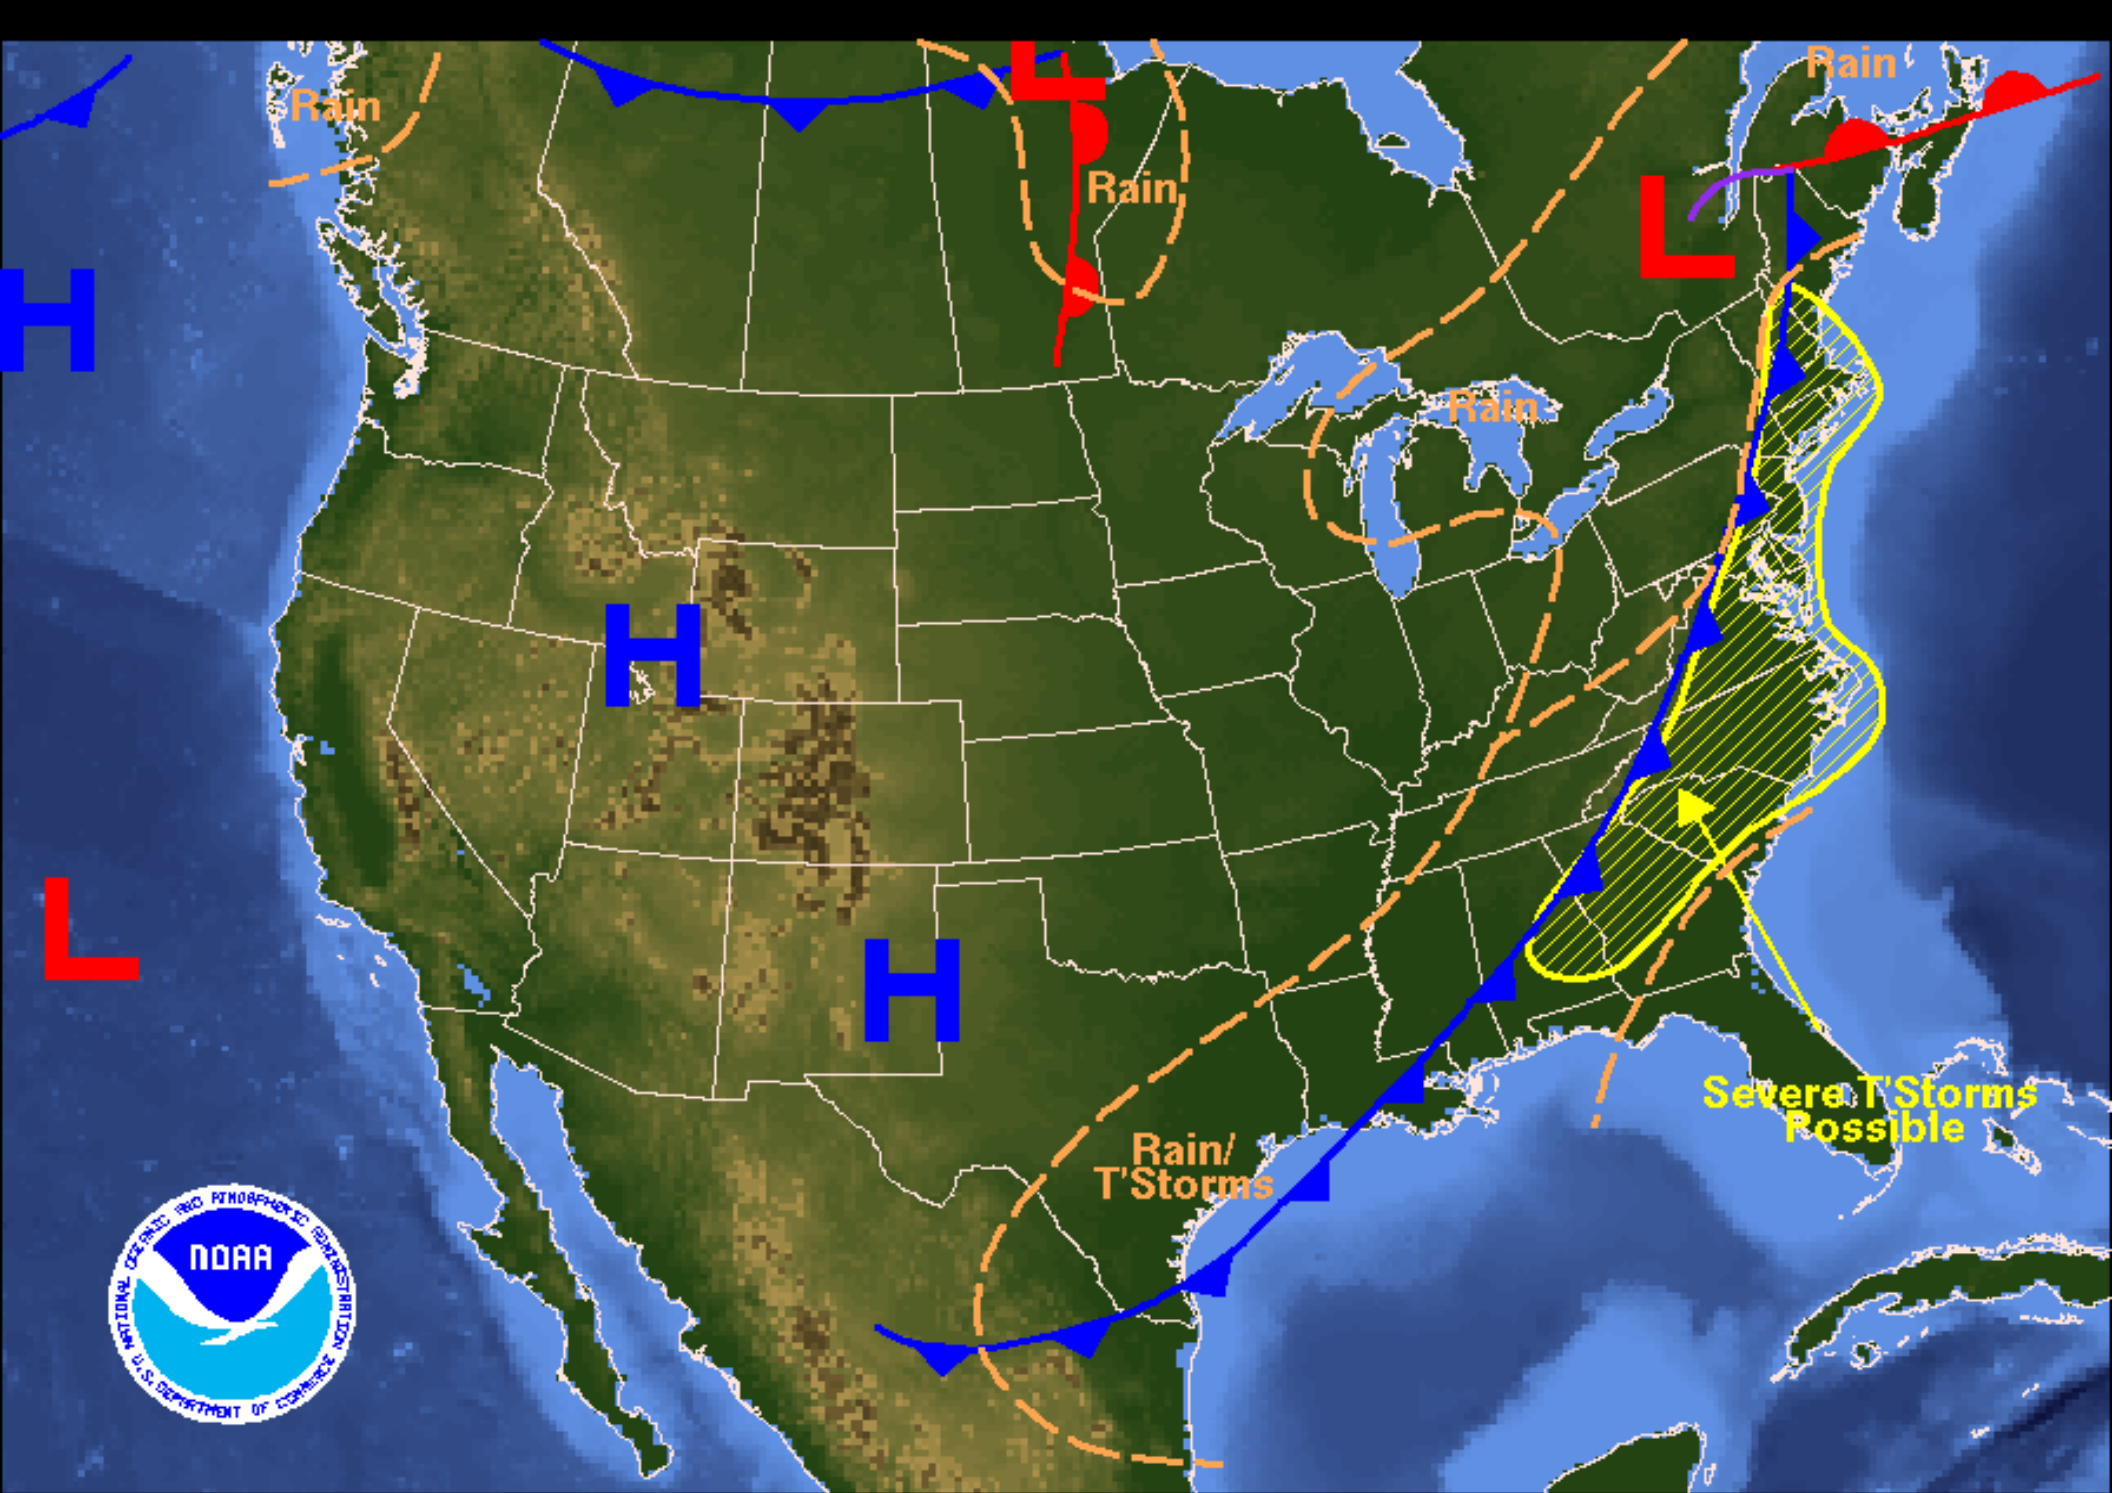 Rain
Rain
Rain
Rain
H
L
L
H
H
L
Rain/
T'Storms
Severe T'Storms
Possible
NOAA
NATIONAL OCEANIC AND ATMOSPHERIC ADMINISTRATION
U.S. DEPARTMENT OF COMMERCE